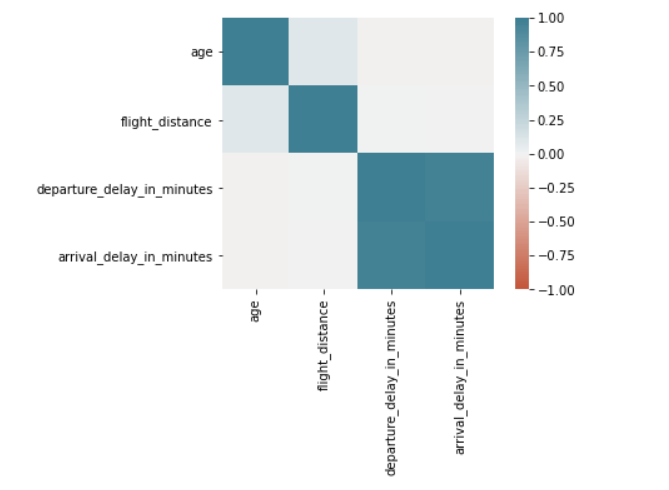 age
flight_distance
departure_delay_in_minutes
arrival_delay_in_minutes
age
flight_distance
departure_delay_in_minutes
arrival_delay_in_minutes
1.00
0.75
0.50
0.25
0.00
−0.25
−0.50
−0.75
−1.00